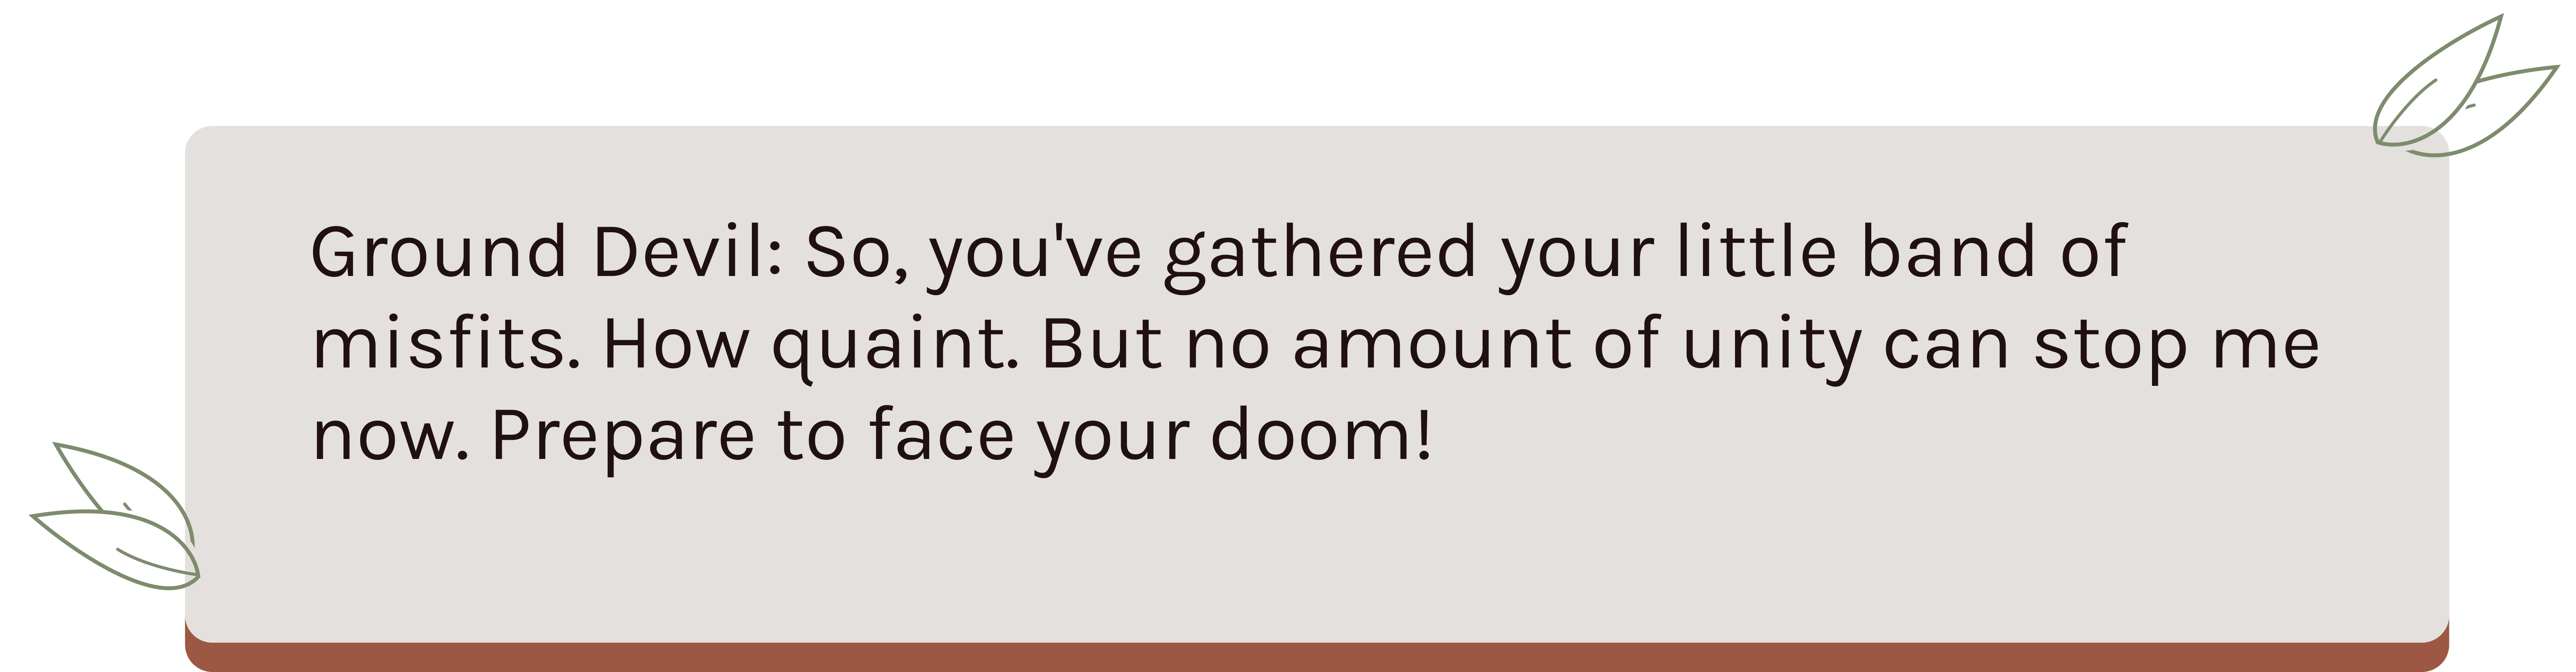 Ground Devil: So, you've gathered your little band of
misfits. How quaint. But no amount of unity can stop me
now. Prepare to face your doom!